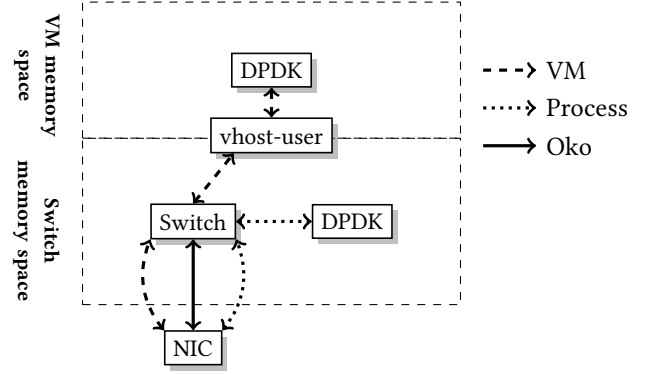 VM memory
space
DPDK
VM
vhost-user
Process
Oko
Switch
memory space
Switch
DPDK
NIC